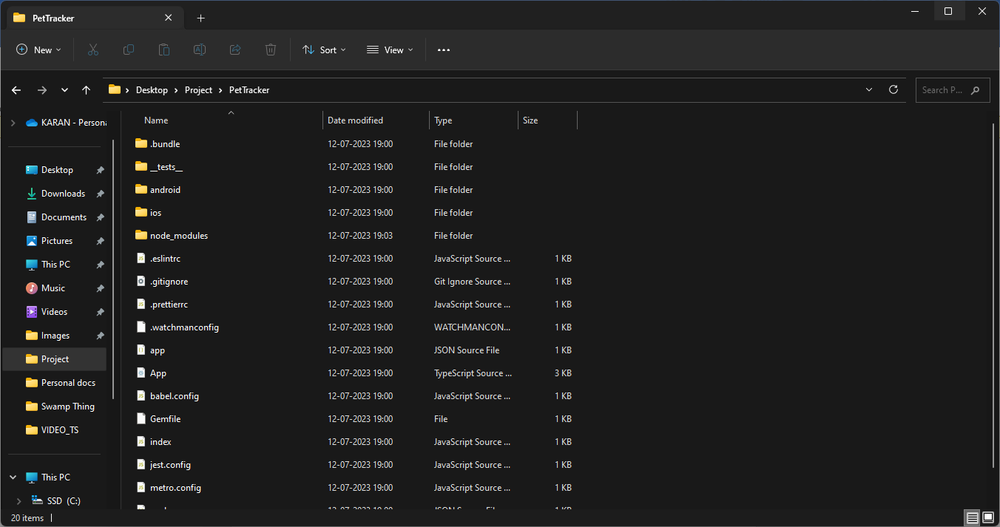 PetTracker
New
Sort
View
Desktop
Project
PetTracker
Search P...
KARAN - Persona
Desktop
Downloads
Documents
Pictures
This PC
Music
Videos
Images
Project
Personal docs
Swamp Thing
VIDEO_TS
This PC
SSD (C:)
Name Date modified Type Size
.bundle 12-07-2023 19:00 File folder
__tests__ 12-07-2023 19:00 File folder
android 12-07-2023 19:00 File folder
ios 12-07-2023 19:00 File folder
node_modules 12-07-2023 19:03 File folder
.eslintrc 12-07-2023 19:00 JavaScript Source ... 1 KB
.gitignore 12-07-2023 19:00 Git Ignore Source ... 1 KB
.prettierrc 12-07-2023 19:00 JavaScript Source ... 1 KB
.watchmanconfig 12-07-2023 19:00 WATCHMANCON... 1 KB
app 12-07-2023 19:00 JSON Source File 1 KB
App 12-07-2023 19:00 TypeScript Source ... 3 KB
babel.config 12-07-2023 19:00 JavaScript Source ... 1 KB
Gemfile 12-07-2023 19:00 File 1 KB
index 12-07-2023 19:00 JavaScript Source ... 1 KB
jest.config 12-07-2023 19:00 JavaScript Source ... 1 KB
metro.config 12-07-2023 19:00 JavaScript Source ... 1 KB
20 items